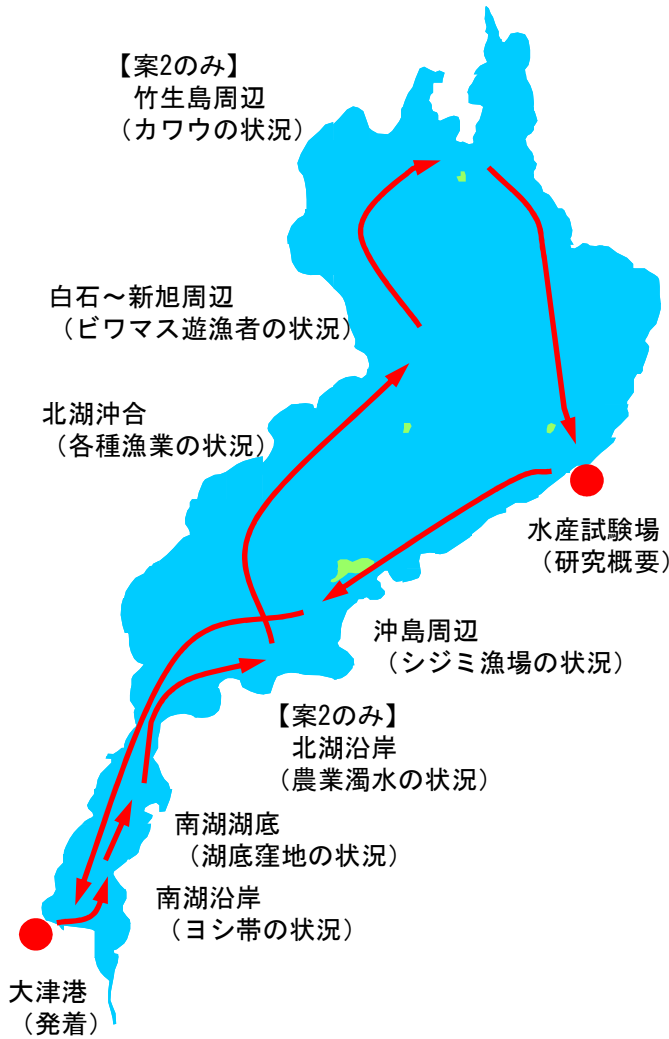 【案2のみ】
竹生島周辺
（カワウの状況）
白石～新旭周辺
（ビワマス遊漁者の状況）
北湖沖合
（各種漁業の状況）
水産試験場
（研究概要）
沖島周辺
（シジミ漁場の状況）
【案2のみ】
北湖沿岸
（農業濁水の状況）
南湖湖底
（湖底窪地の状況）
南湖沿岸
（ヨシ帯の状況）
大津港
（発着）